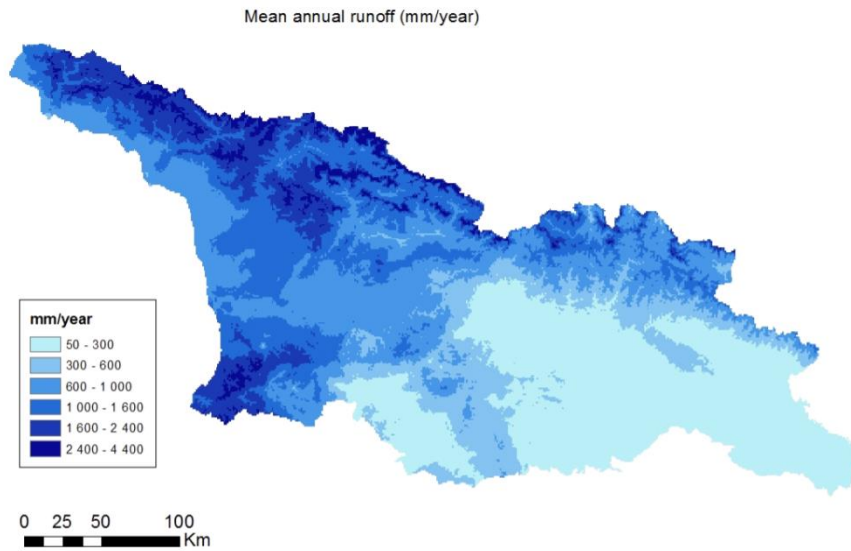 Mean annual runoff (mm/year)
mm/year
50 - 300
300 - 600
600 - 1 000
1 000 - 1 600
1 600 - 2 400
2 400 - 4 400
0 25 50 100
Km